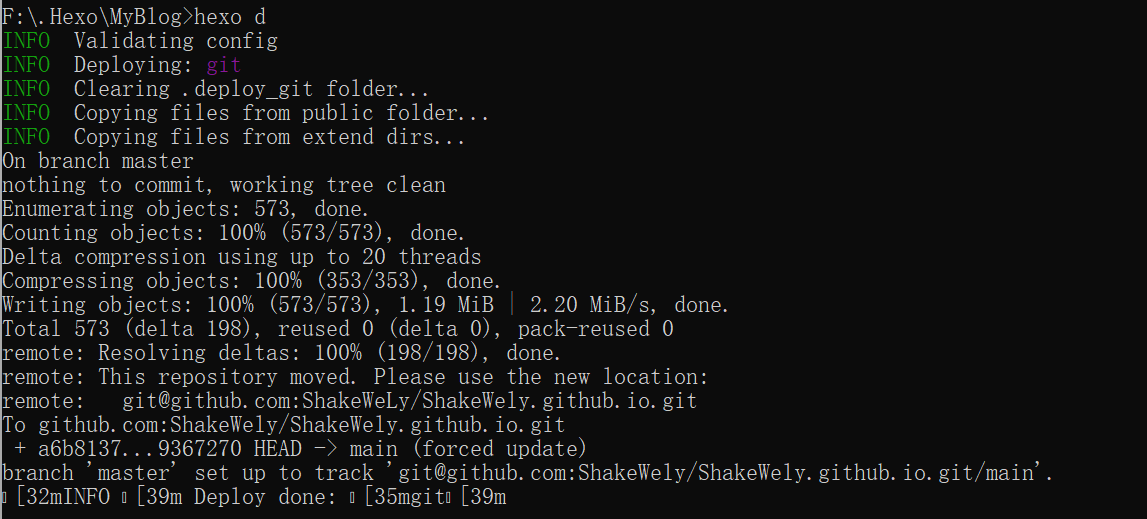 F:\.Hexo\MyBlog>hexo d
INFO  Validating config
INFO  Deploying: git
INFO  Clearing .deploy_git folder...
INFO  Copying files from public folder...
INFO  Copying files from extend dirs...
On branch master
nothing to commit, working tree clean
Enumerating objects: 573, done.
Counting objects: 100% (573/573), done.
Delta compression using up to 20 threads
Compressing objects: 100% (353/353), done.
Writing objects: 100% (573/573), 1.19 MiB | 2.20 MiB/s, done.
Total 573 (delta 198), reused 0 (delta 0), pack-reused 0
remote: Resolving deltas: 100% (198/198), done.
remote: This repository moved. Please use the new location:
remote:   git@github.com:ShakeWeLy/ShakeWely.github.io.git
To github.com:ShakeWely/ShakeWely.github.io.git
 + a6b8137...9367270 HEAD -> main (forced update)
branch 'master' set up to track 'git@github.com:ShakeWely/ShakeWely.github.io.git/main'.
[32mINFO [39m Deploy done: [35mgit[39m